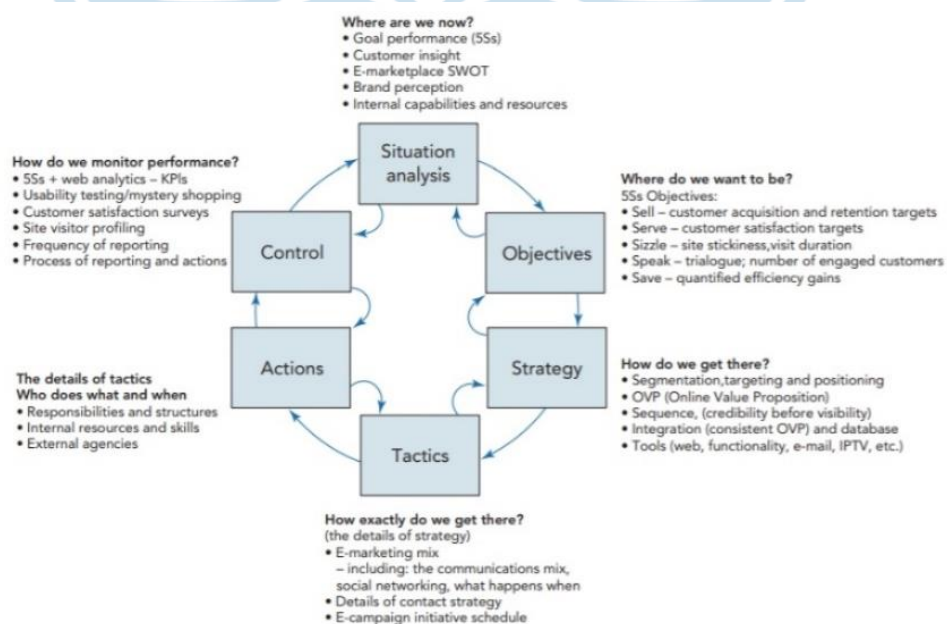 Where are we now?
• Goal performance (5Ss)
• Customer insight
• E-marketplace SWOT
• Brand perception
• Internal capabilities and resources
Situation
analysis
How do we monitor performance?
• 5Ss + web analytics – KPIs
• Usability testing/mystery shopping
• Customer satisfaction surveys
• Site visitor profiling
• Frequency of reporting
• Process of reporting and actions
Control
Where do we want to be?
5Ss Objectives:
• Sell – customer acquisition and retention targets
• Serve – customer satisfaction targets
• Sizzle – site stickiness,visit duration
• Speak – trialogue; number of engaged customers
• Save – quantified efficiency gains
Objectives
Actions
Strategy
The details of tactics
Who does what and when
• Responsibilities and structures
• Internal resources and skills
• External agencies
How do we get there?
• Segmentation,targeting and positioning
• OVP (Online Value Proposition)
• Sequence, (credibility before visibility)
• Integration (consistent OVP) and database
• Tools (web, functionality, e-mail, IPTV, etc.)
Tactics
How exactly do we get there?
(the details of strategy)
• E-marketing mix
– including: the communications mix,
social networking, what happens when
• Details of contact strategy
• E-campaign initiative schedule